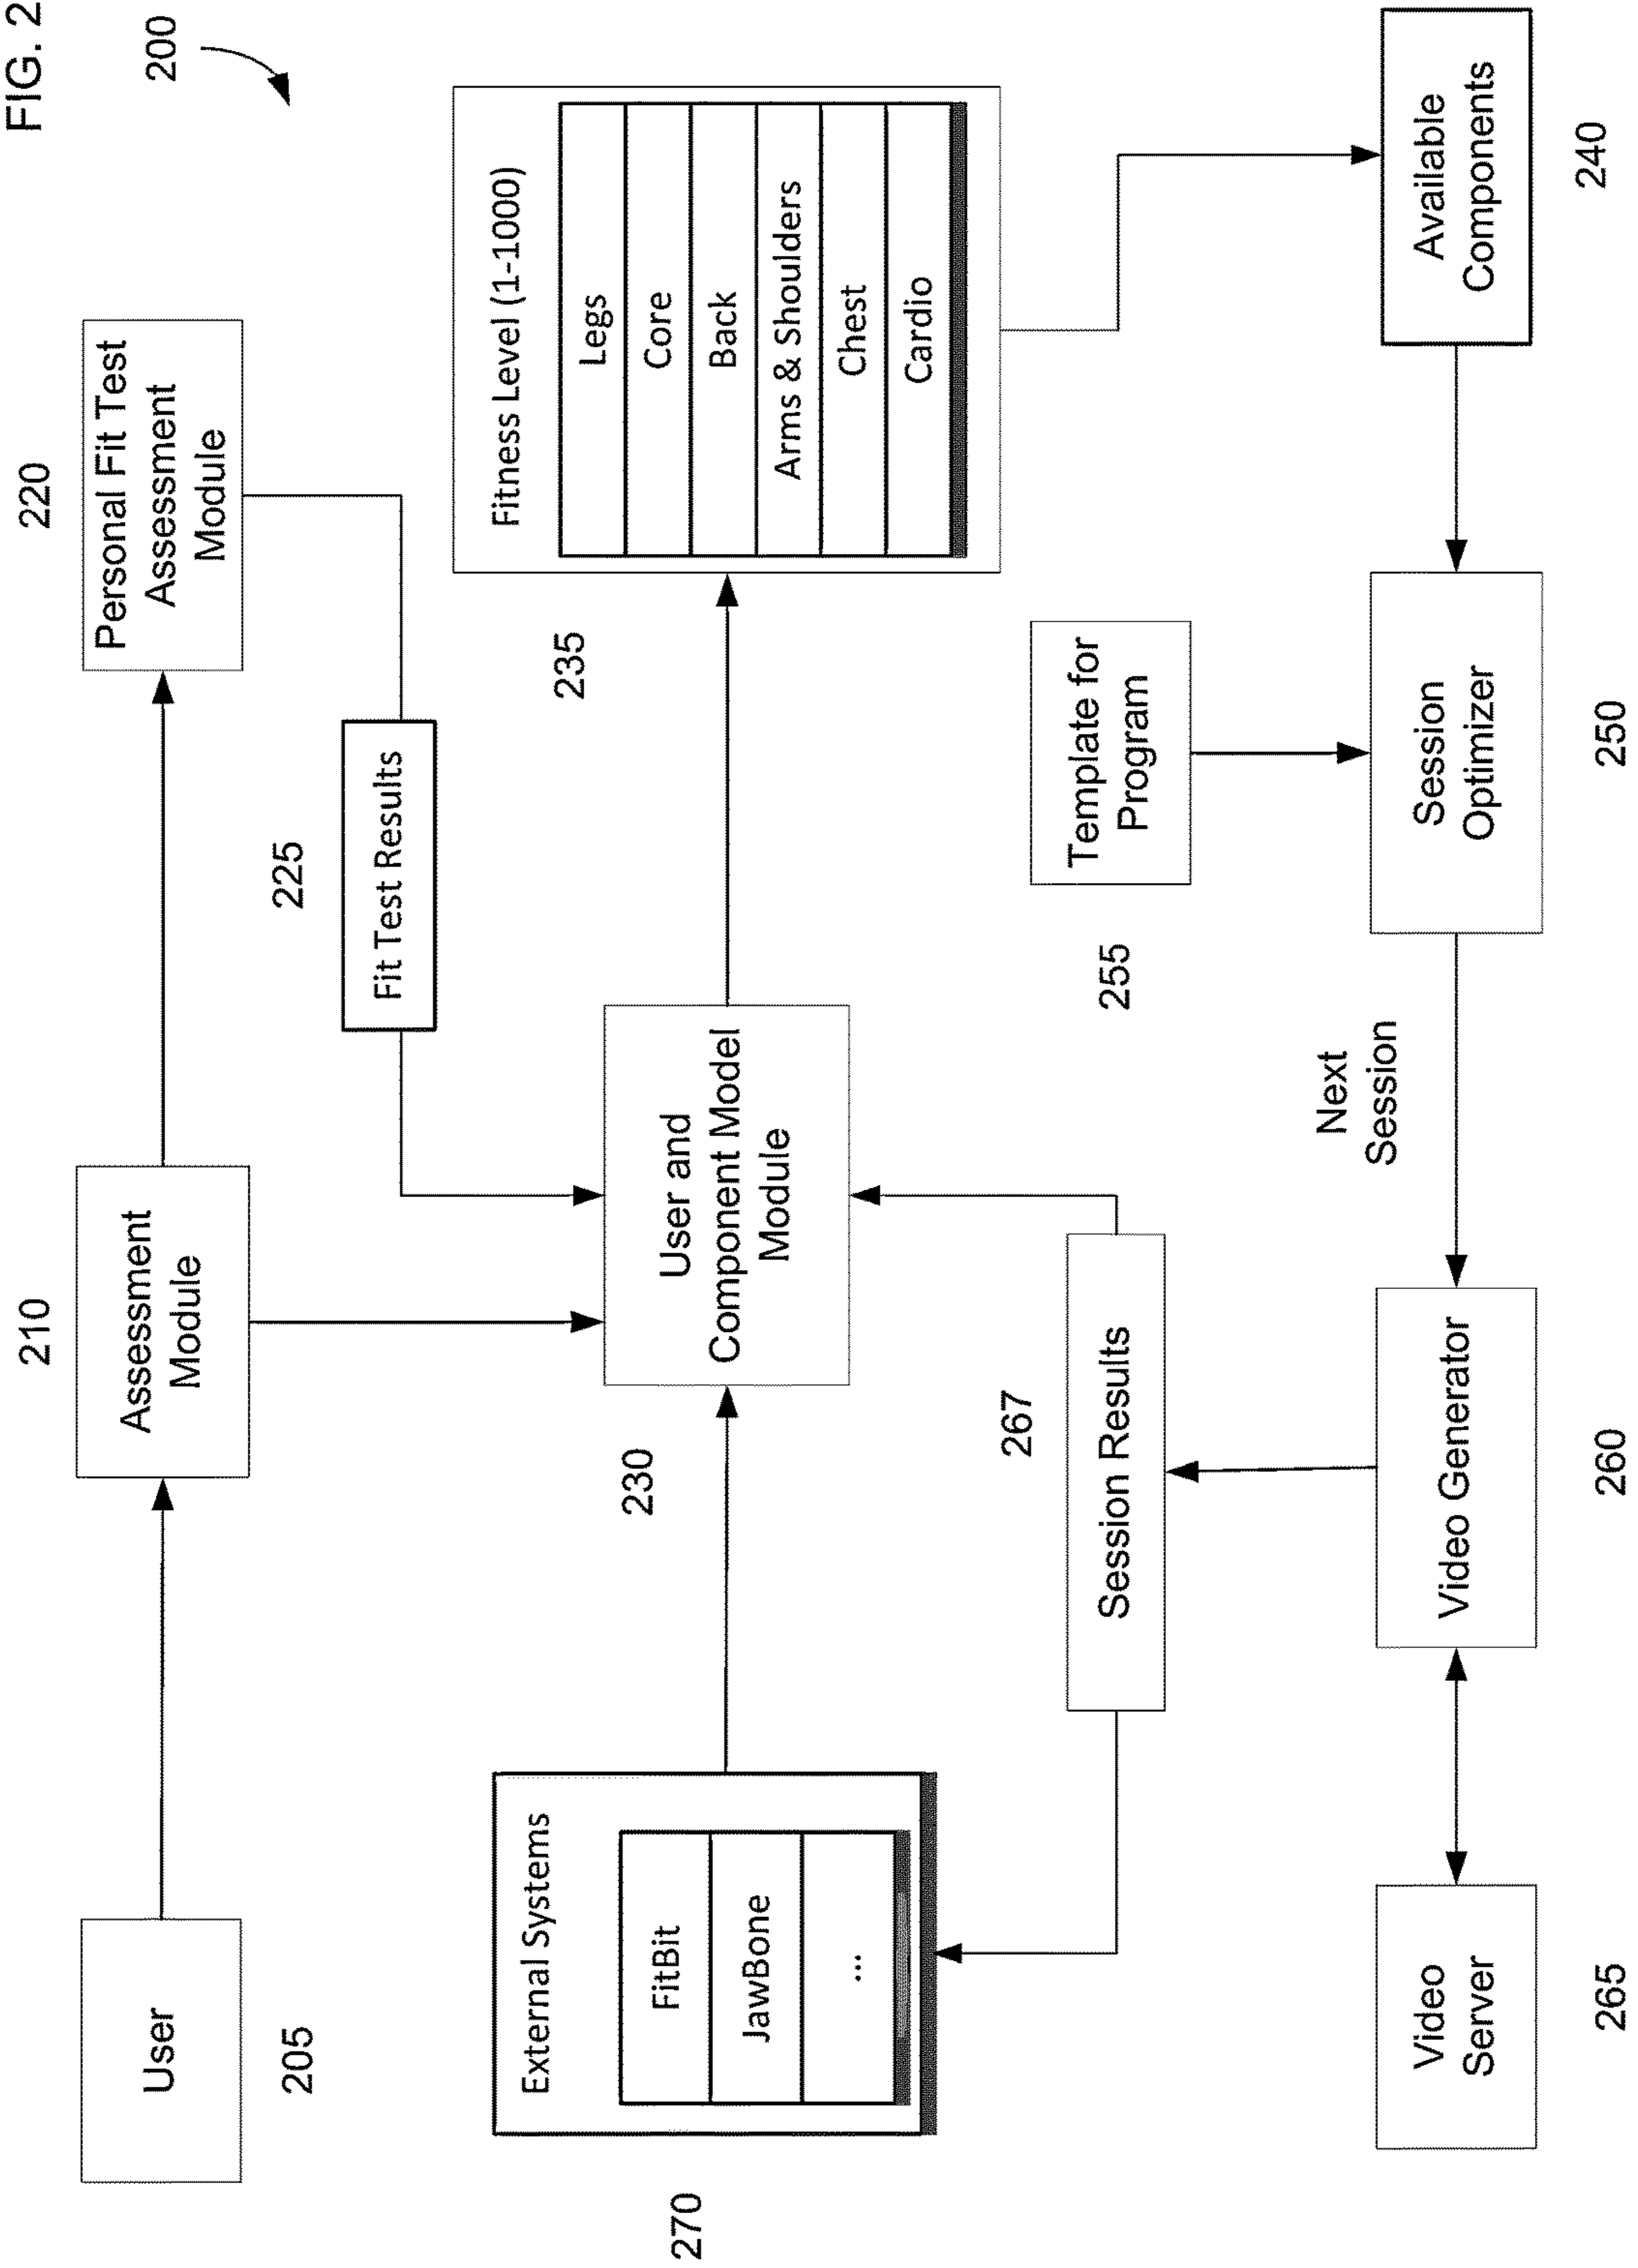 FIG. 2
200
220
Personal Fit Test
Assessment
Module
210
Assessment
Module
User
205
225
Fit Test Results
235
Fitness Level (1-1000)
Legs
Core
Back
Arms & Shoulders
Chest
Cardio
230
User and
Component Model
Module
External Systems
FitBit
JawBone
...
270
267
Session Results
255
Template for
Program
Available
Components
240
Session
Optimizer
250
Next
Session
Video Generator
260
Video
Server
265